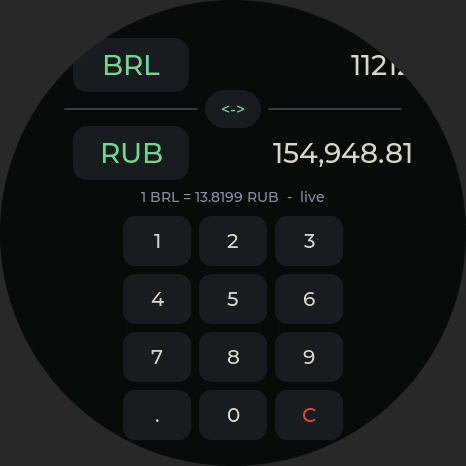 BRL 11212
<->
RUB 154,948.81
1 BRL = 13.8199 RUB - live
1 2 3
4 5 6
7 8 9
. 0 C